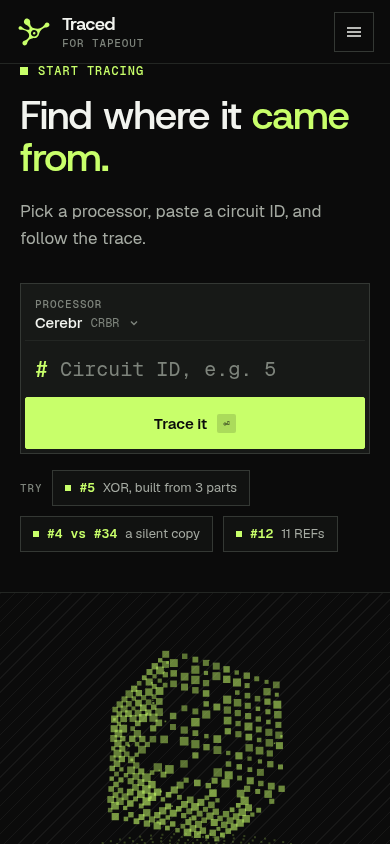 Traced
FOR TAPEOUT
START TRACING
Find where it came
from.
Pick a processor, paste a circuit ID, and
follow the trace.
PROCESSOR
Cerebr CRBR
# Circuit ID, e.g. 5
Trace it ⏎
TRY #5 XOR, built from 3 parts
#4 vs #34 a silent copy #12 11 REFs